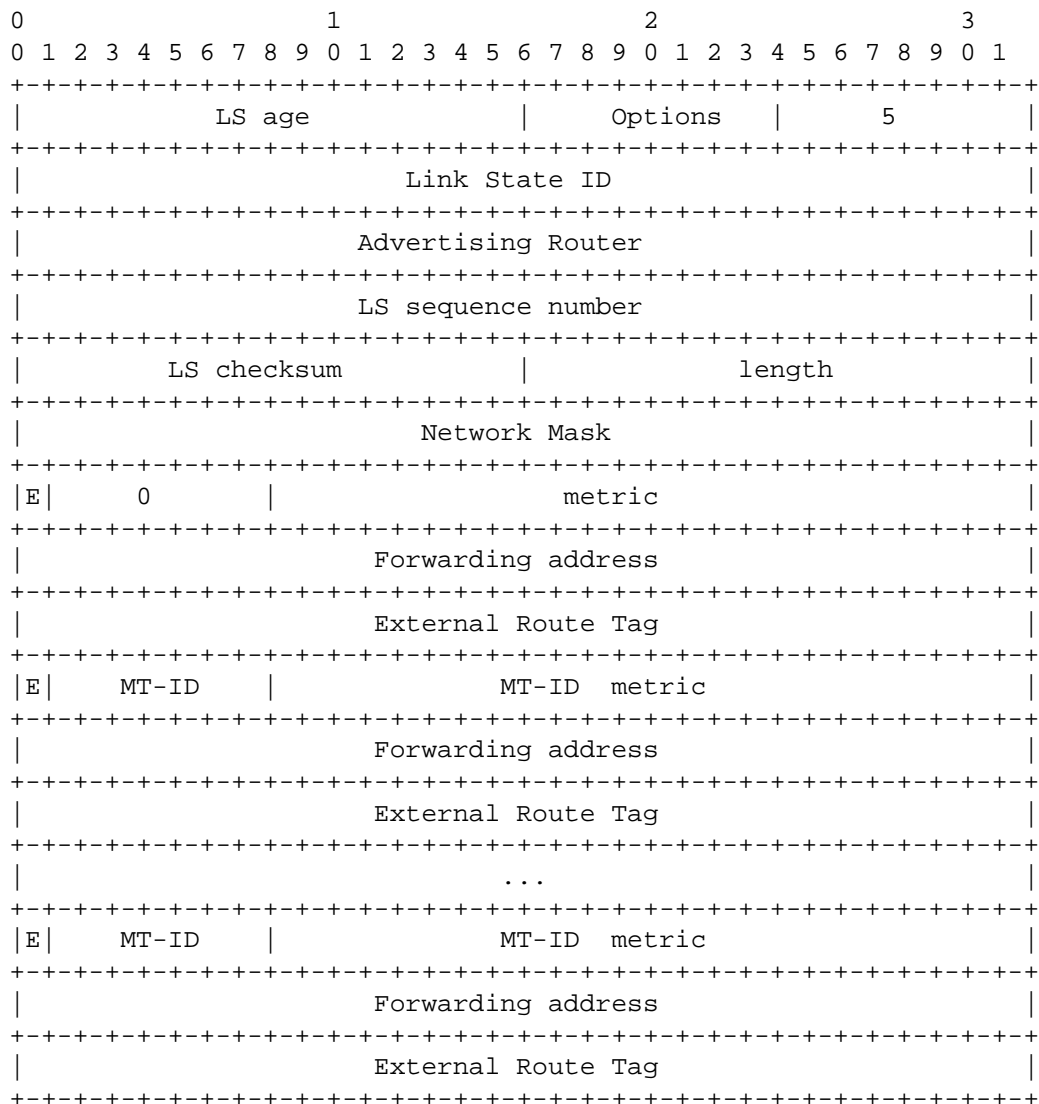 0                   1                   2                   3
0 1 2 3 4 5 6 7 8 9 0 1 2 3 4 5 6 7 8 9 0 1 2 3 4 5 6 7 8 9 0 1
+-+-+-+-+-+-+-+-+-+-+-+-+-+-+-+-+-+-+-+-+-+-+-+-+-+-+-+-+-+-+-+-+
|            LS age             |     Options   |      5        |
+-+-+-+-+-+-+-+-+-+-+-+-+-+-+-+-+-+-+-+-+-+-+-+-+-+-+-+-+-+-+-+-+
|                        Link State ID                          |
+-+-+-+-+-+-+-+-+-+-+-+-+-+-+-+-+-+-+-+-+-+-+-+-+-+-+-+-+-+-+-+-+
|                     Advertising Router                        |
+-+-+-+-+-+-+-+-+-+-+-+-+-+-+-+-+-+-+-+-+-+-+-+-+-+-+-+-+-+-+-+-+
|                     LS sequence number                        |
+-+-+-+-+-+-+-+-+-+-+-+-+-+-+-+-+-+-+-+-+-+-+-+-+-+-+-+-+-+-+-+-+
|         LS checksum           |             length            |
+-+-+-+-+-+-+-+-+-+-+-+-+-+-+-+-+-+-+-+-+-+-+-+-+-+-+-+-+-+-+-+-+
|                         Network Mask                          |
+-+-+-+-+-+-+-+-+-+-+-+-+-+-+-+-+-+-+-+-+-+-+-+-+-+-+-+-+-+-+-+-+
|E|     0       |                  metric                       |
+-+-+-+-+-+-+-+-+-+-+-+-+-+-+-+-+-+-+-+-+-+-+-+-+-+-+-+-+-+-+-+-+
|                      Forwarding address                       |
+-+-+-+-+-+-+-+-+-+-+-+-+-+-+-+-+-+-+-+-+-+-+-+-+-+-+-+-+-+-+-+-+
|                      External Route Tag                       |
+-+-+-+-+-+-+-+-+-+-+-+-+-+-+-+-+-+-+-+-+-+-+-+-+-+-+-+-+-+-+-+-+
|E|    MT-ID    |              MT-ID  metric                    |
+-+-+-+-+-+-+-+-+-+-+-+-+-+-+-+-+-+-+-+-+-+-+-+-+-+-+-+-+-+-+-+-+
|                      Forwarding address                       |
+-+-+-+-+-+-+-+-+-+-+-+-+-+-+-+-+-+-+-+-+-+-+-+-+-+-+-+-+-+-+-+-+
|                      External Route Tag                       |
+-+-+-+-+-+-+-+-+-+-+-+-+-+-+-+-+-+-+-+-+-+-+-+-+-+-+-+-+-+-+-+-+
|                              ...                              |
+-+-+-+-+-+-+-+-+-+-+-+-+-+-+-+-+-+-+-+-+-+-+-+-+-+-+-+-+-+-+-+-+
|E|    MT-ID    |              MT-ID  metric                    |
+-+-+-+-+-+-+-+-+-+-+-+-+-+-+-+-+-+-+-+-+-+-+-+-+-+-+-+-+-+-+-+-+
|                      Forwarding address                       |
+-+-+-+-+-+-+-+-+-+-+-+-+-+-+-+-+-+-+-+-+-+-+-+-+-+-+-+-+-+-+-+-+
|                      External Route Tag                       |
+-+-+-+-+-+-+-+-+-+-+-+-+-+-+-+-+-+-+-+-+-+-+-+-+-+-+-+-+-+-+-+-+